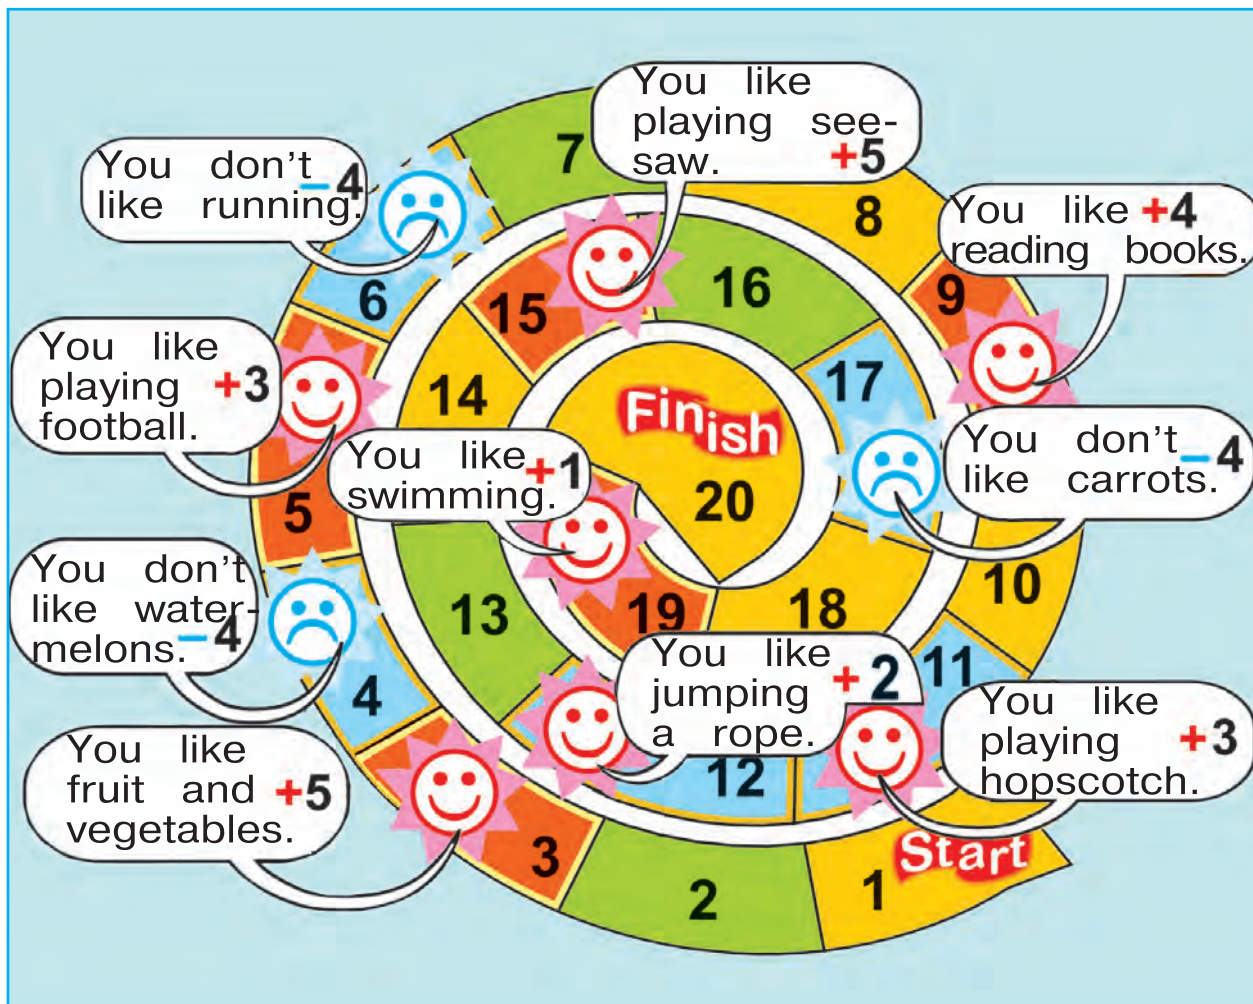 You like
playing see-
saw. +5
7
You don't -4
like running.
8
You like +4
reading books.
9
6
15
16
17
You like
playing +3
football.
14
Finish
20
You like +1
swimming.
You don't -4
like carrots.
5
You don't
like water-
melons. -4
13
19
18
10
4
You like
jumping + 2
a rope.
11
12
You like
playing +3
hopscotch.
You like
fruit and +5
vegetables.
3
2
1
Start